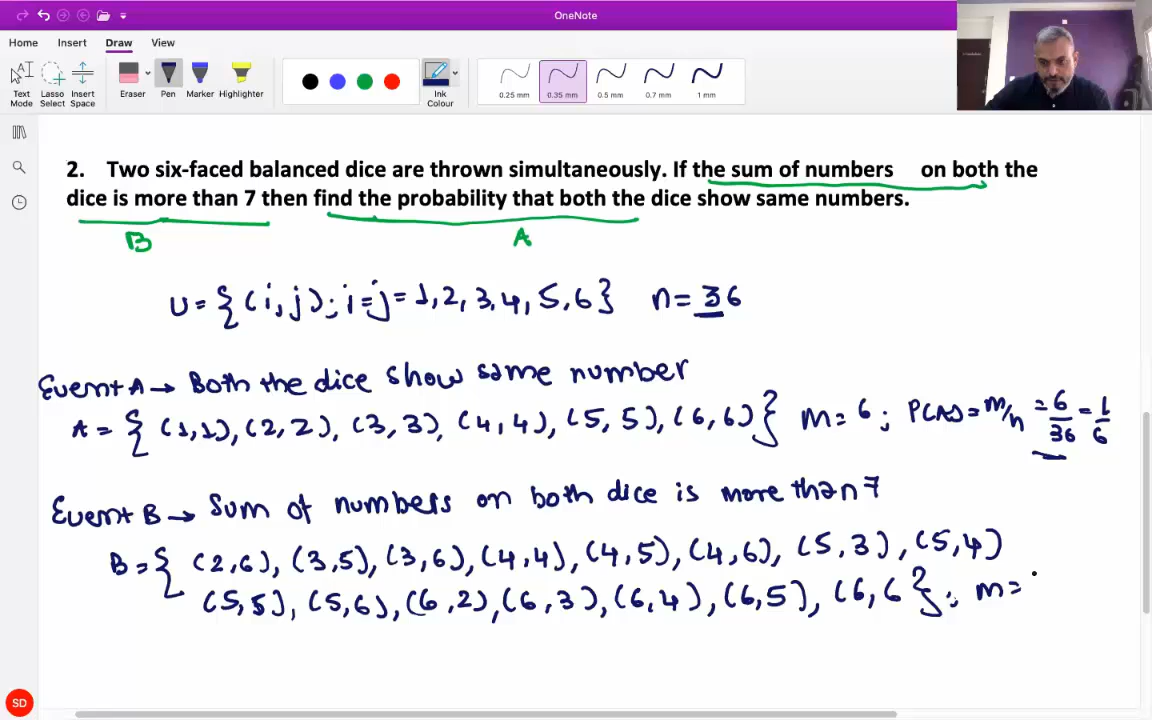 OneNote
Home Insert Draw View
Text Mode Lasso Select Insert Space Eraser Pen Marker Highlighter Ink Colour 0.25 mm 0.35 mm 0.5 mm 0.7 mm 1 mm
2. Two six-faced balanced dice are thrown simultaneously. If the sum of numbers on both the
dice is more than 7 then find the probability that both the dice show same numbers.
B A
U = {(i, j); i = j = 1, 2, 3, 4, 5, 6} n = 36
Event A → Both the dice show same number
A = { (1,1), (2, 2), (3, 3), (4, 4), (5, 5), (6, 6) } m = 6 ; P(A) = m/n = 6/36 = 1/6
Event B → Sum of numbers on both dice is more than 7
B = { (2,6), (3,5), (3,6), (4,4), (4,5), (4,6), (5,3), (5,4)
(5,5), (5,6), (6,2), (6,3), (6,4), (6,5), (6,6 } ; m =
SD